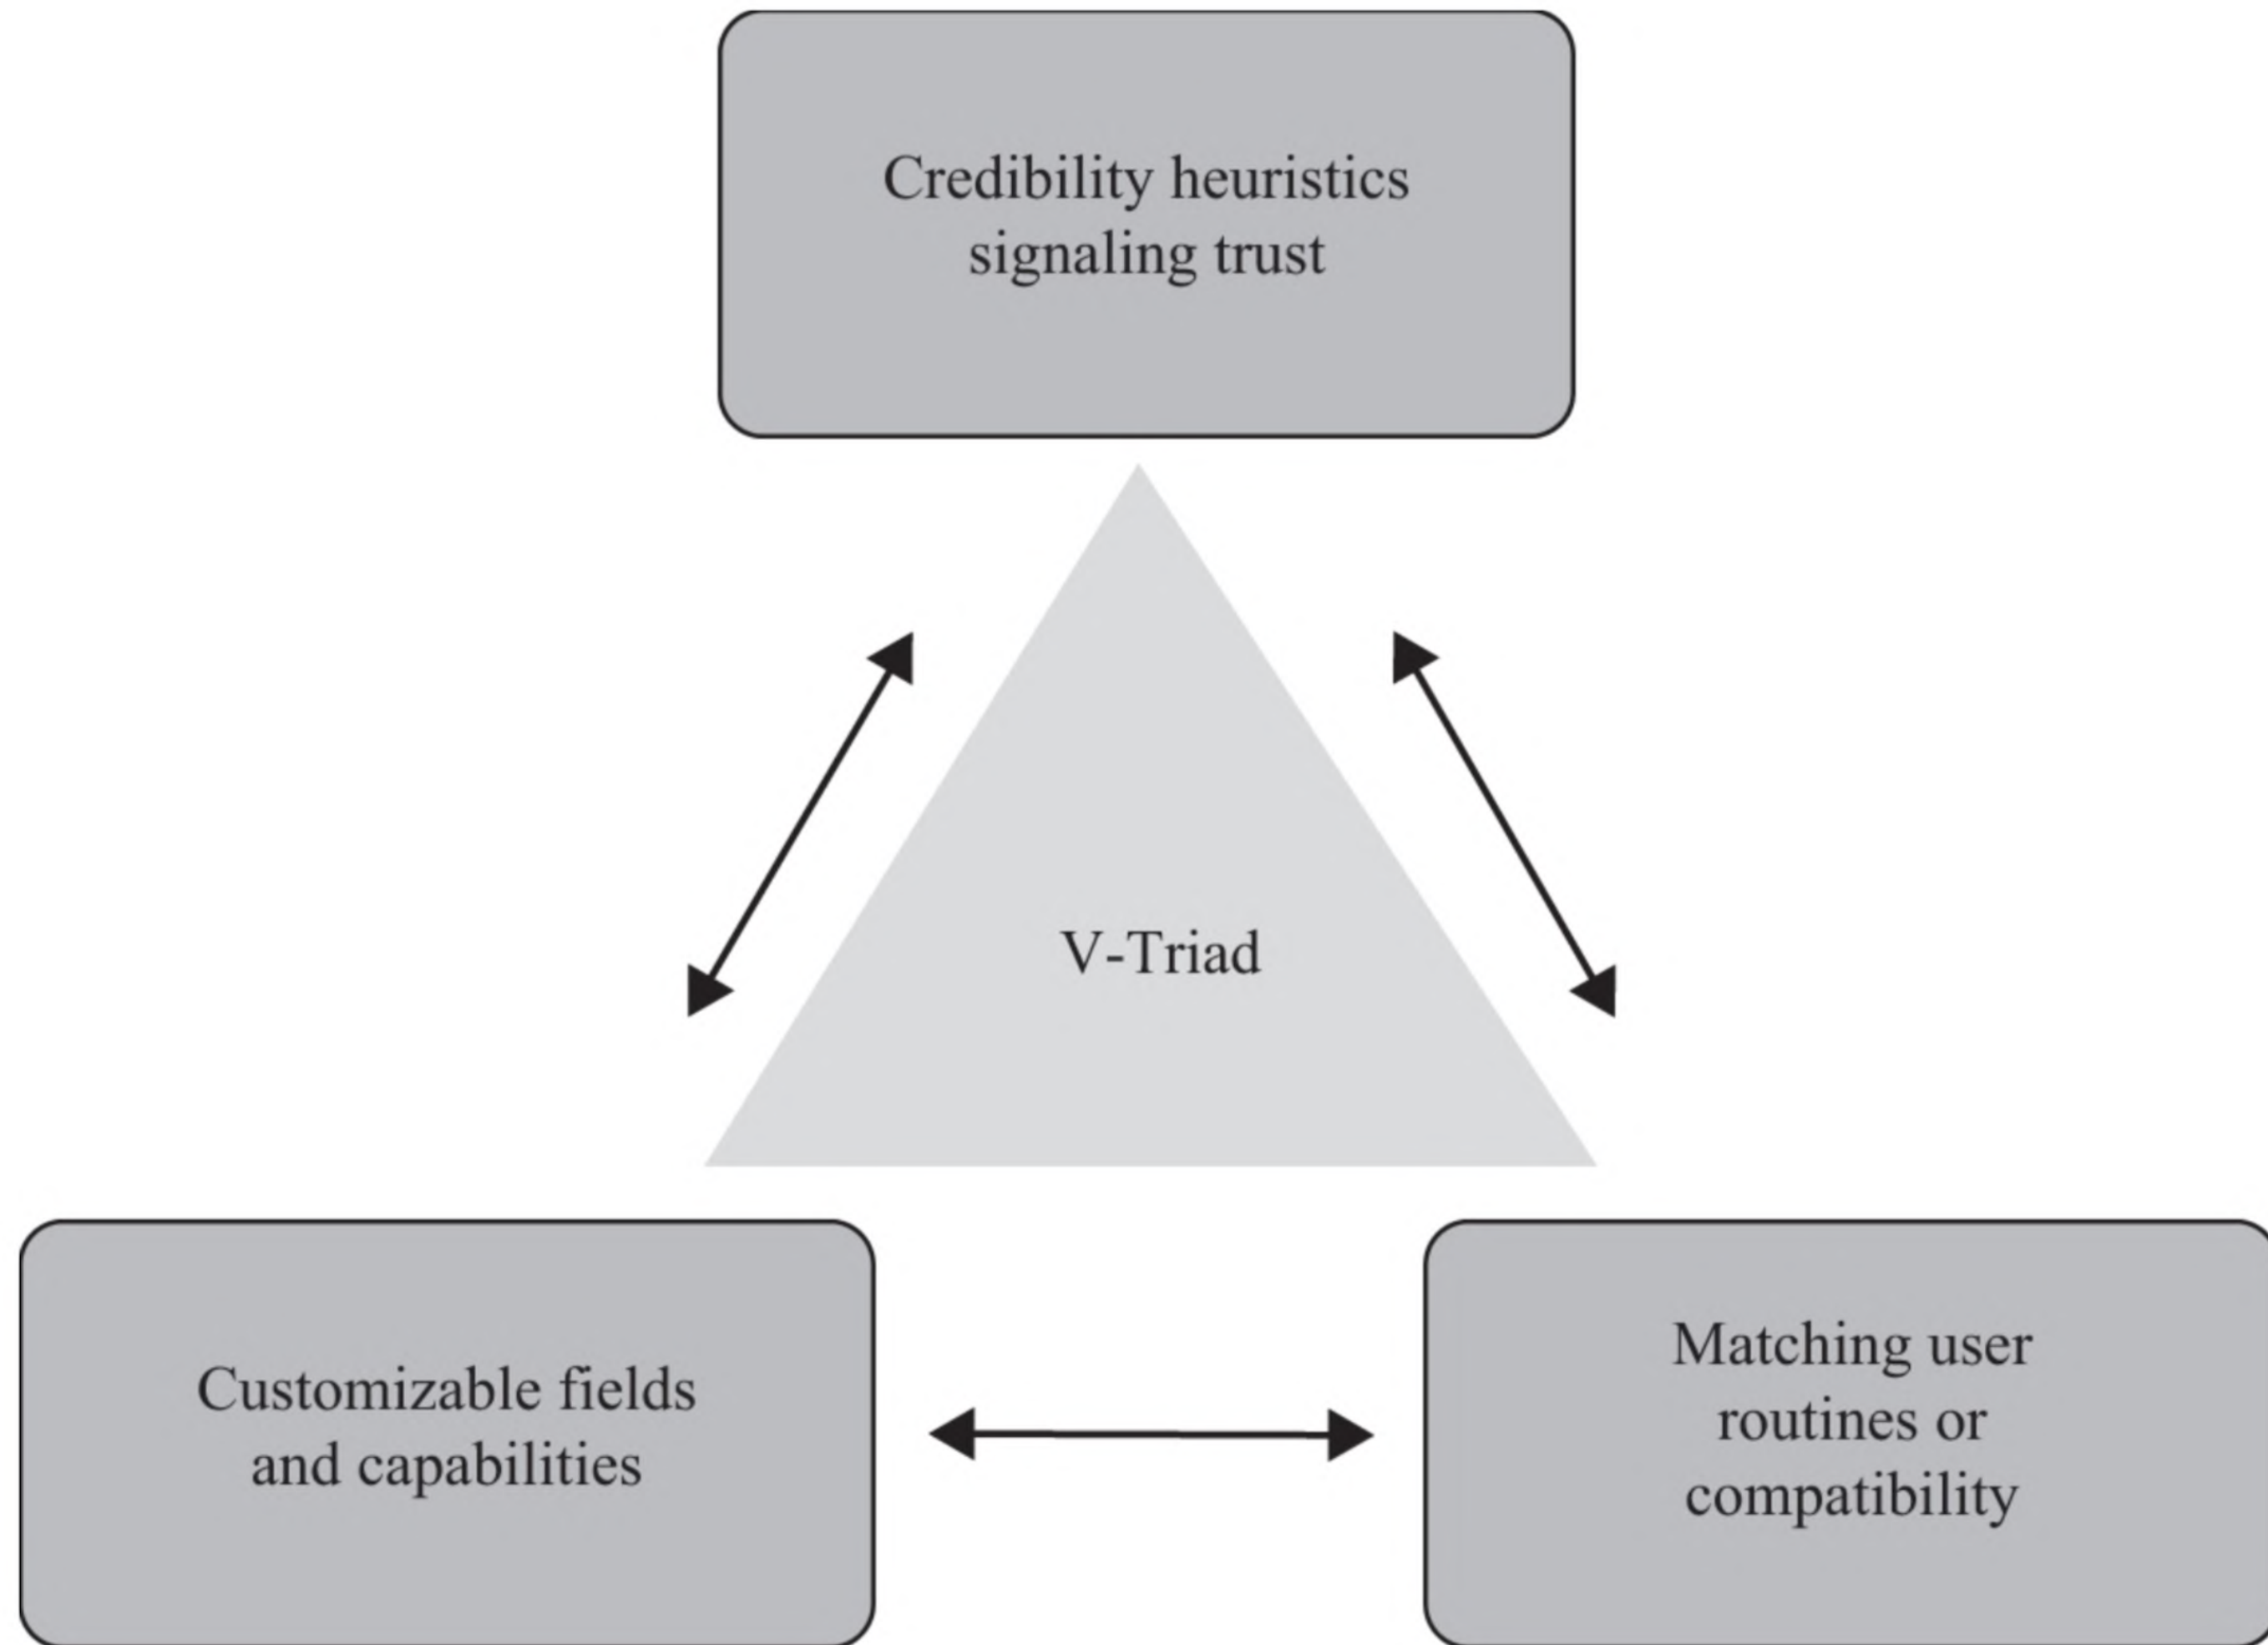 Credibility heuristics
signaling trust
V-Triad
Customizable fields
and capabilities
Matching user
routines or
compatibility